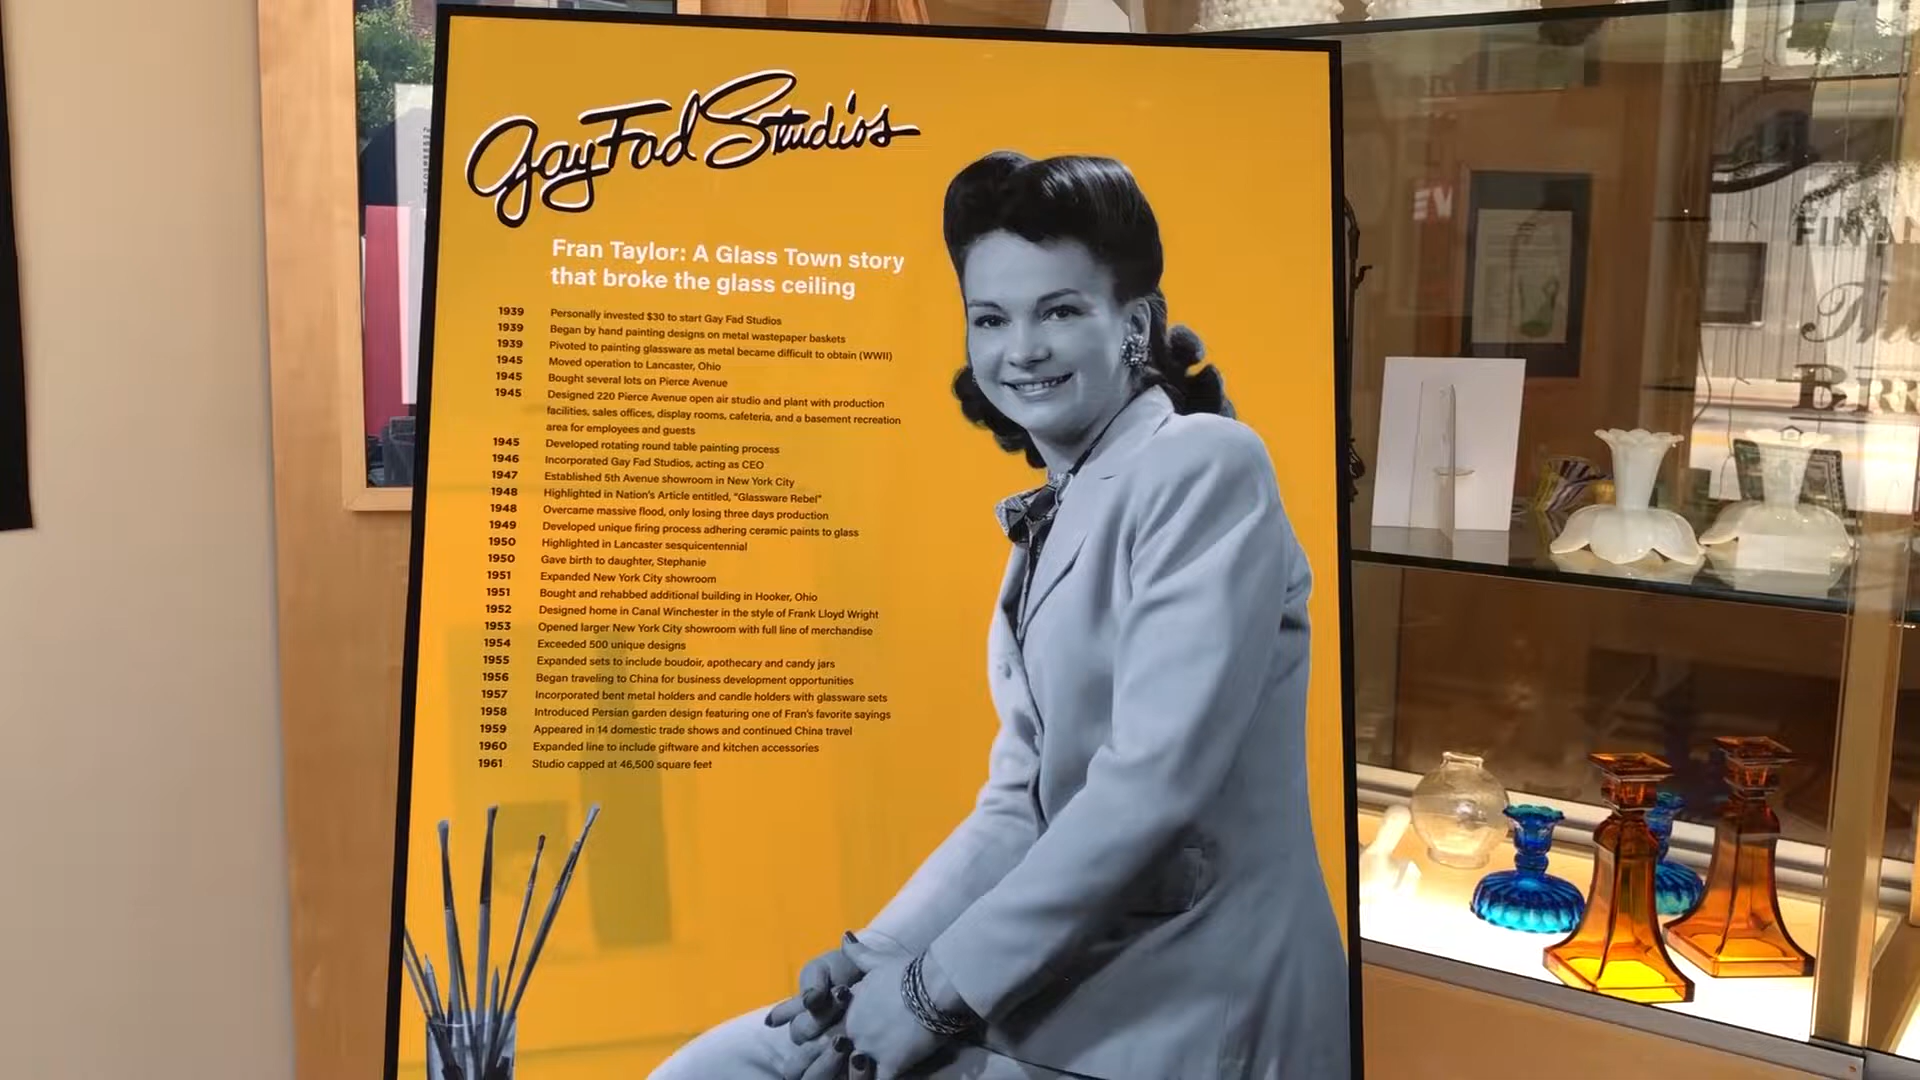 Gay Fad Studios
Fran Taylor: A Glass Town story
that broke the glass ceiling
1939 Personally invested $30 to start Gay Fad Studios
1939 Began by hand painting designs on metal wastepaper baskets
1939 Pivoted to painting glassware as metal became difficult to obtain (WWII)
1945 Moved operation to Lancaster, Ohio
1945 Bought several lots on Pierce Avenue
1945 Designed 220 Pierce Avenue open air studio and plant with production
facilities, sales offices, display rooms, cafeteria, and a basement recreation
area for employees and guests
1945 Developed rotating round table painting process
1946 Incorporated Gay Fad Studios, acting as CEO
1947 Established 5th Avenue showroom in New York City
1948 Highlighted in Nation's Article entitled, "Glassware Rebel"
1948 Overcame massive flood, only losing three days production
1949 Developed unique firing process adhering ceramic paints to glass
1950 Highlighted in Lancaster sesquicentennial
1950 Gave birth to daughter, Stephanie
1951 Expanded New York City showroom
1951 Bought and rehabbed additional building in Hooker, Ohio
1952 Designed home in Canal Winchester in the style of Frank Lloyd Wright
1953 Opened larger New York City showroom with full line of merchandise
1954 Exceeded 500 unique designs
1955 Expanded sets to include boudoir, apothecary and candy jars
1956 Began traveling to China for business development opportunities
1957 Incorporated bent metal holders and candle holders with glassware sets
1958 Introduced Persian garden design featuring one of Fran's favorite sayings
1959 Appeared in 14 domestic trade shows and continued China travel
1960 Expanded line to include giftware and kitchen accessories
1961 Studio capped at 46,500 square feet